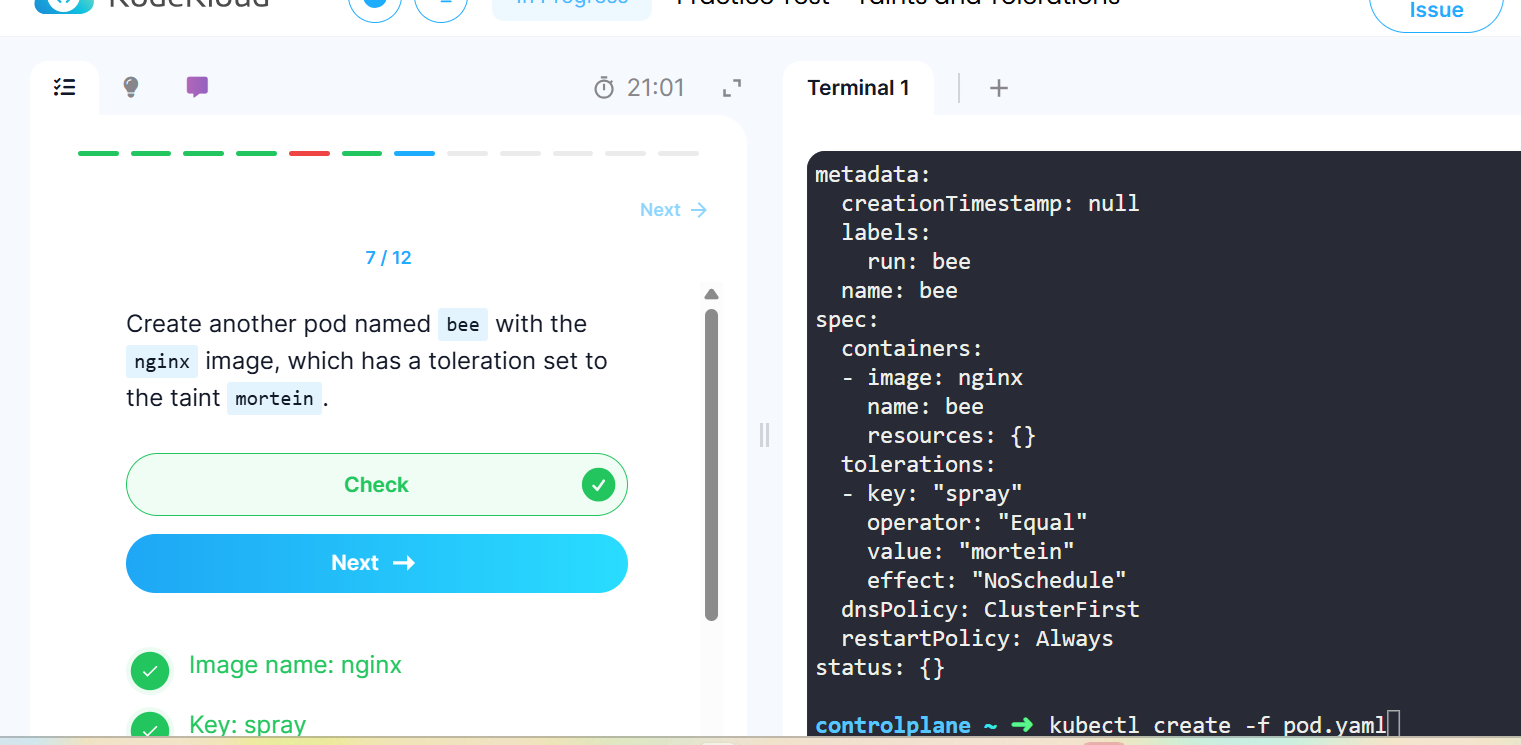 KodeKloud
In Progress
Practice Test - Taints and Tolerations
Issue
21:01
Next →
7 / 12
Create another pod named bee with the
nginx image, which has a toleration set to
the taint mortein.
Check
Next →
Image name: nginx
Key: spray
Terminal 1
+
metadata:
  creationTimestamp: null
  labels:
    run: bee
  name: bee
spec:
  containers:
  - image: nginx
    name: bee
    resources: {}
  tolerations:
  - key: "spray"
    operator: "Equal"
    value: "mortein"
    effect: "NoSchedule"
  dnsPolicy: ClusterFirst
  restartPolicy: Always
status: {}
controlplane ~ ➜ kubectl create -f pod.yaml